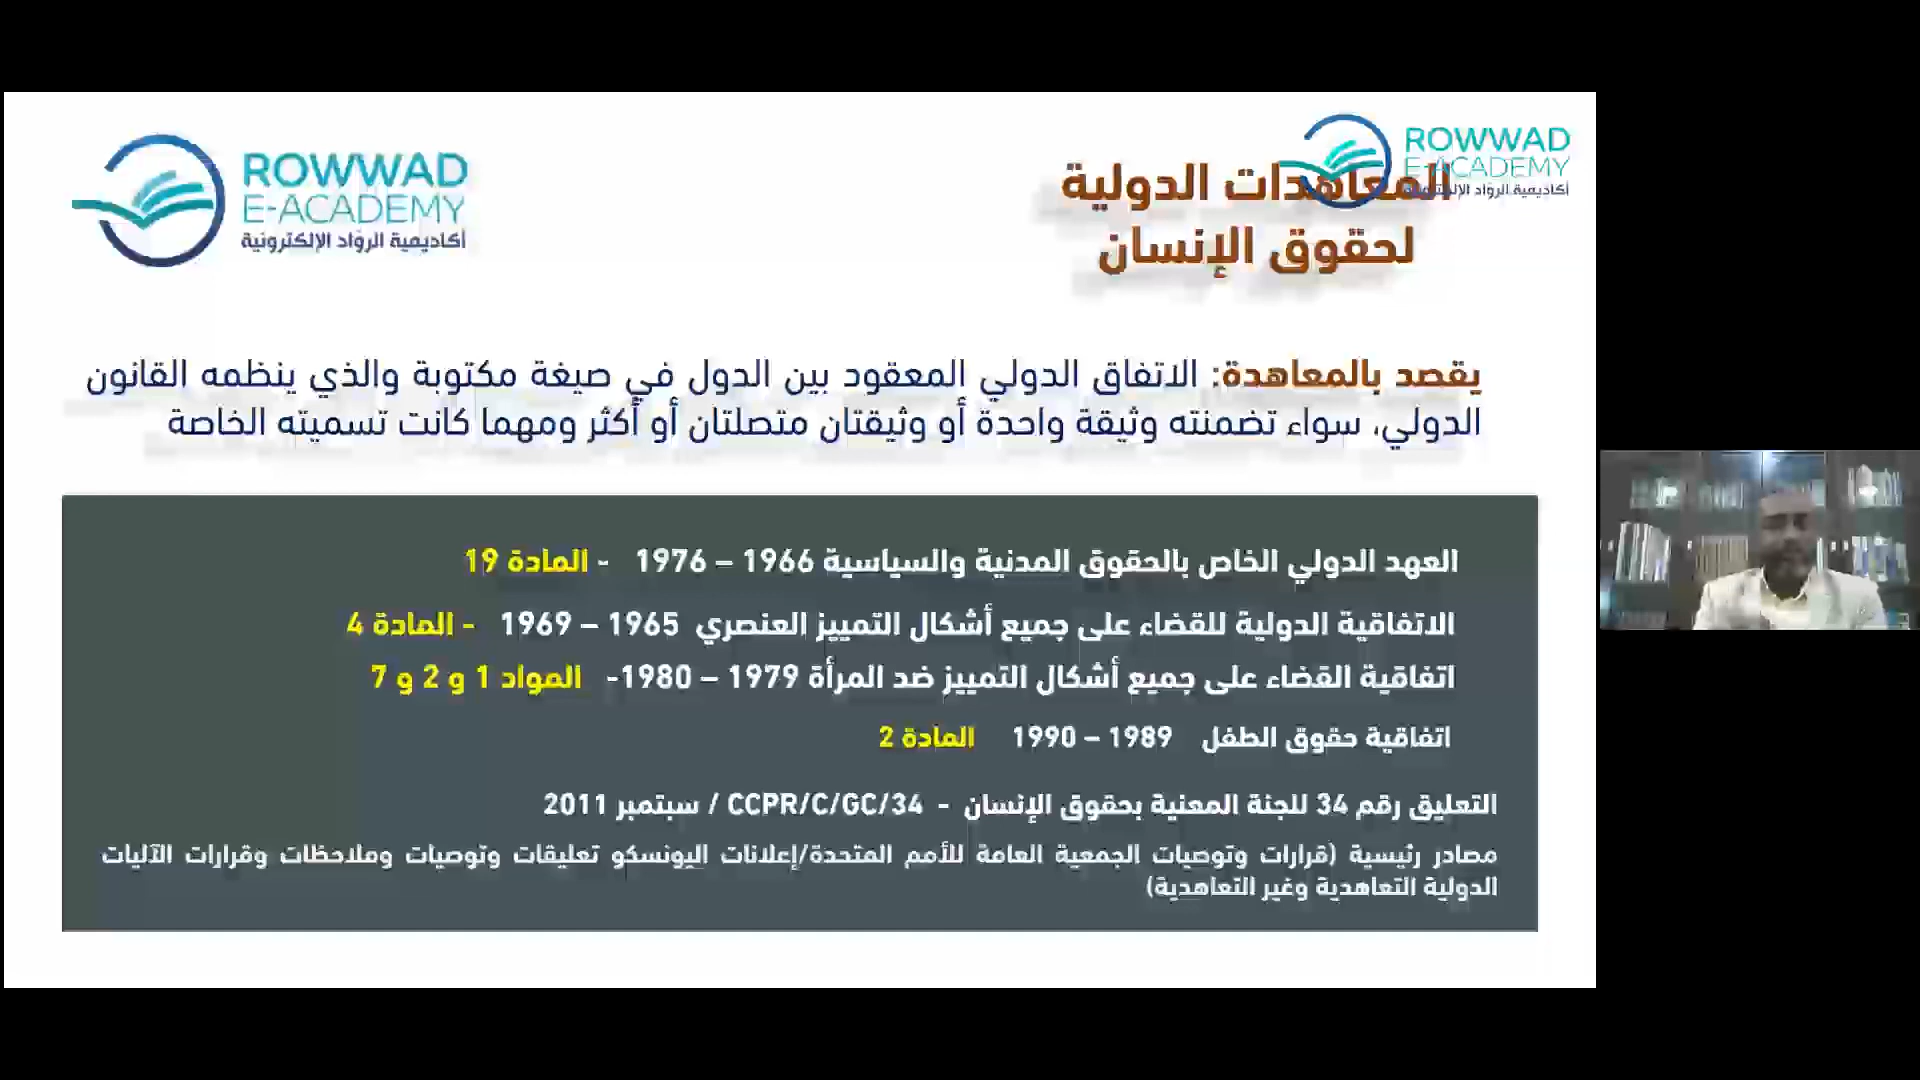 ROWWAD
E-ACADEMY
أكاديمية الروّاد الإلكترونية
ROWWAD
E-ACADEMY
أكاديمية الروّاد الإلكترونية
المعاهدات الدولية
لحقوق الإنسان
يقصد بالمعاهدة: الاتفاق الدولي المعقود بين الدول في صيغة مكتوبة والذي ينظمه القانون
الدولي، سواء تضمنته وثيقة واحدة أو وثيقتان متصلتان أو أكثر ومهما كانت تسميته الخاصة
العهد الدولي الخاص بالحقوق المدنية والسياسية 1966 – 1976 - المادة 19
الاتفاقية الدولية للقضاء على جميع أشكال التمييز العنصري 1965 – 1969 - المادة 4
اتفاقية القضاء على جميع أشكال التمييز ضد المرأة 1979 – 1980- المواد 1 و 2 و 7
اتفاقية حقوق الطفل 1989 – 1990 المادة 2
التعليق رقم 34 للجنة المعنية بحقوق الإنسان - CCPR/C/GC/34 / سبتمبر 2011
مصادر رئيسية (قرارات وتوصيات الجمعية العامة للأمم المتحدة/إعلانات اليونسكو تعليقات وتوصيات وملاحظات وقرارات الآليات
الدولية التعاهدية وغير التعاهدية)